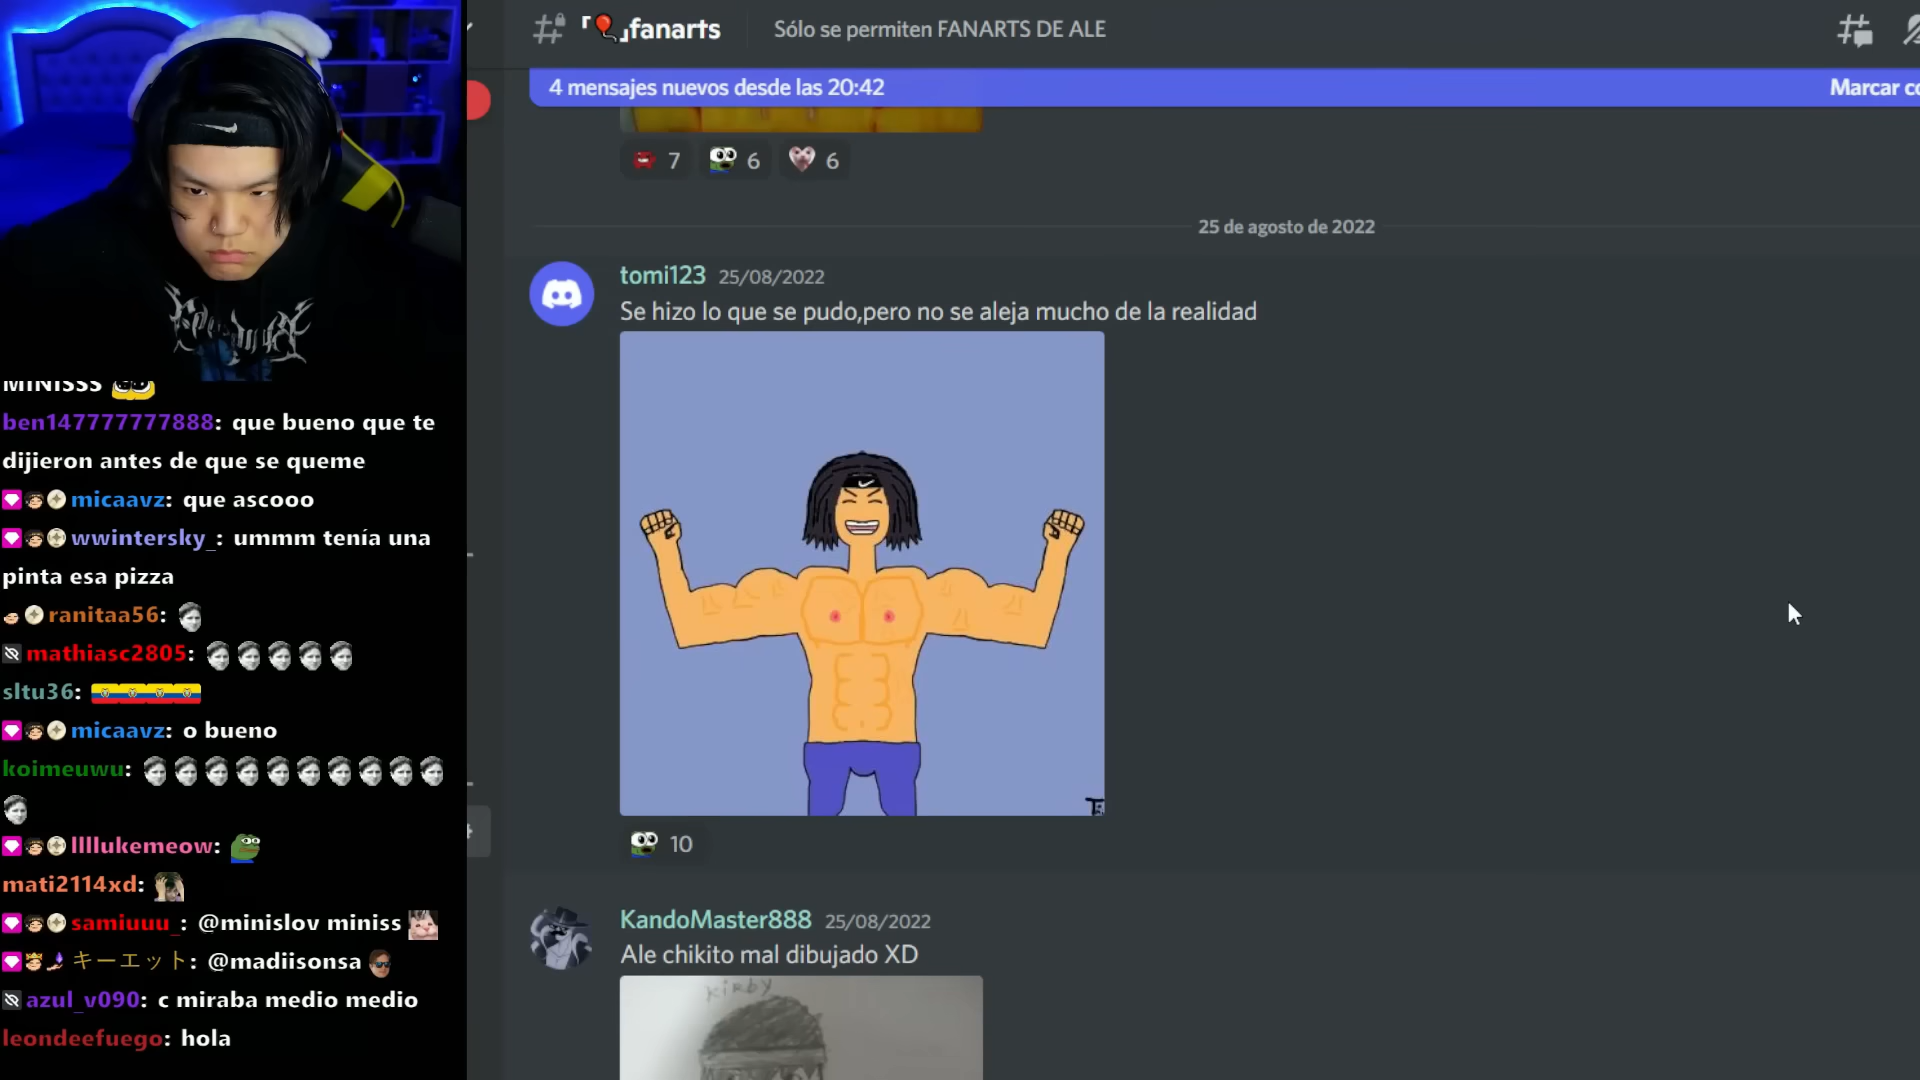 「🎈」fanarts
Sólo se permiten FANARTS DE ALE
4 mensajes nuevos desde las 20:42
Marcar co
7 6 6
25 de agosto de 2022
tomi123 25/08/2022
Se hizo lo que se pudo,pero no se aleja mucho de la realidad
10
KandoMaster888 25/08/2022
Ale chikito mal dibujado XD
KiRBY
MINISSS
ben147777777888: que bueno que te
dijieron antes de que se queme
micaavz: que ascooo
wwintersky_: ummm tenía una
pinta esa pizza
ranitaa56:
mathiasc2805:
sltu36:
micaavz: o bueno
koimeuwu:
llllukemeow:
mati2114xd:
samiuuu_: @minislov miniss
キーエット: @madiisonsa
azul_v090: c miraba medio medio
leondeefuego: hola